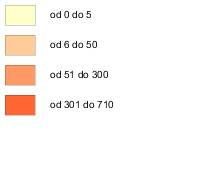 od 0 do 5
od 6 do 50
od 51 do 300
od 301 do 710